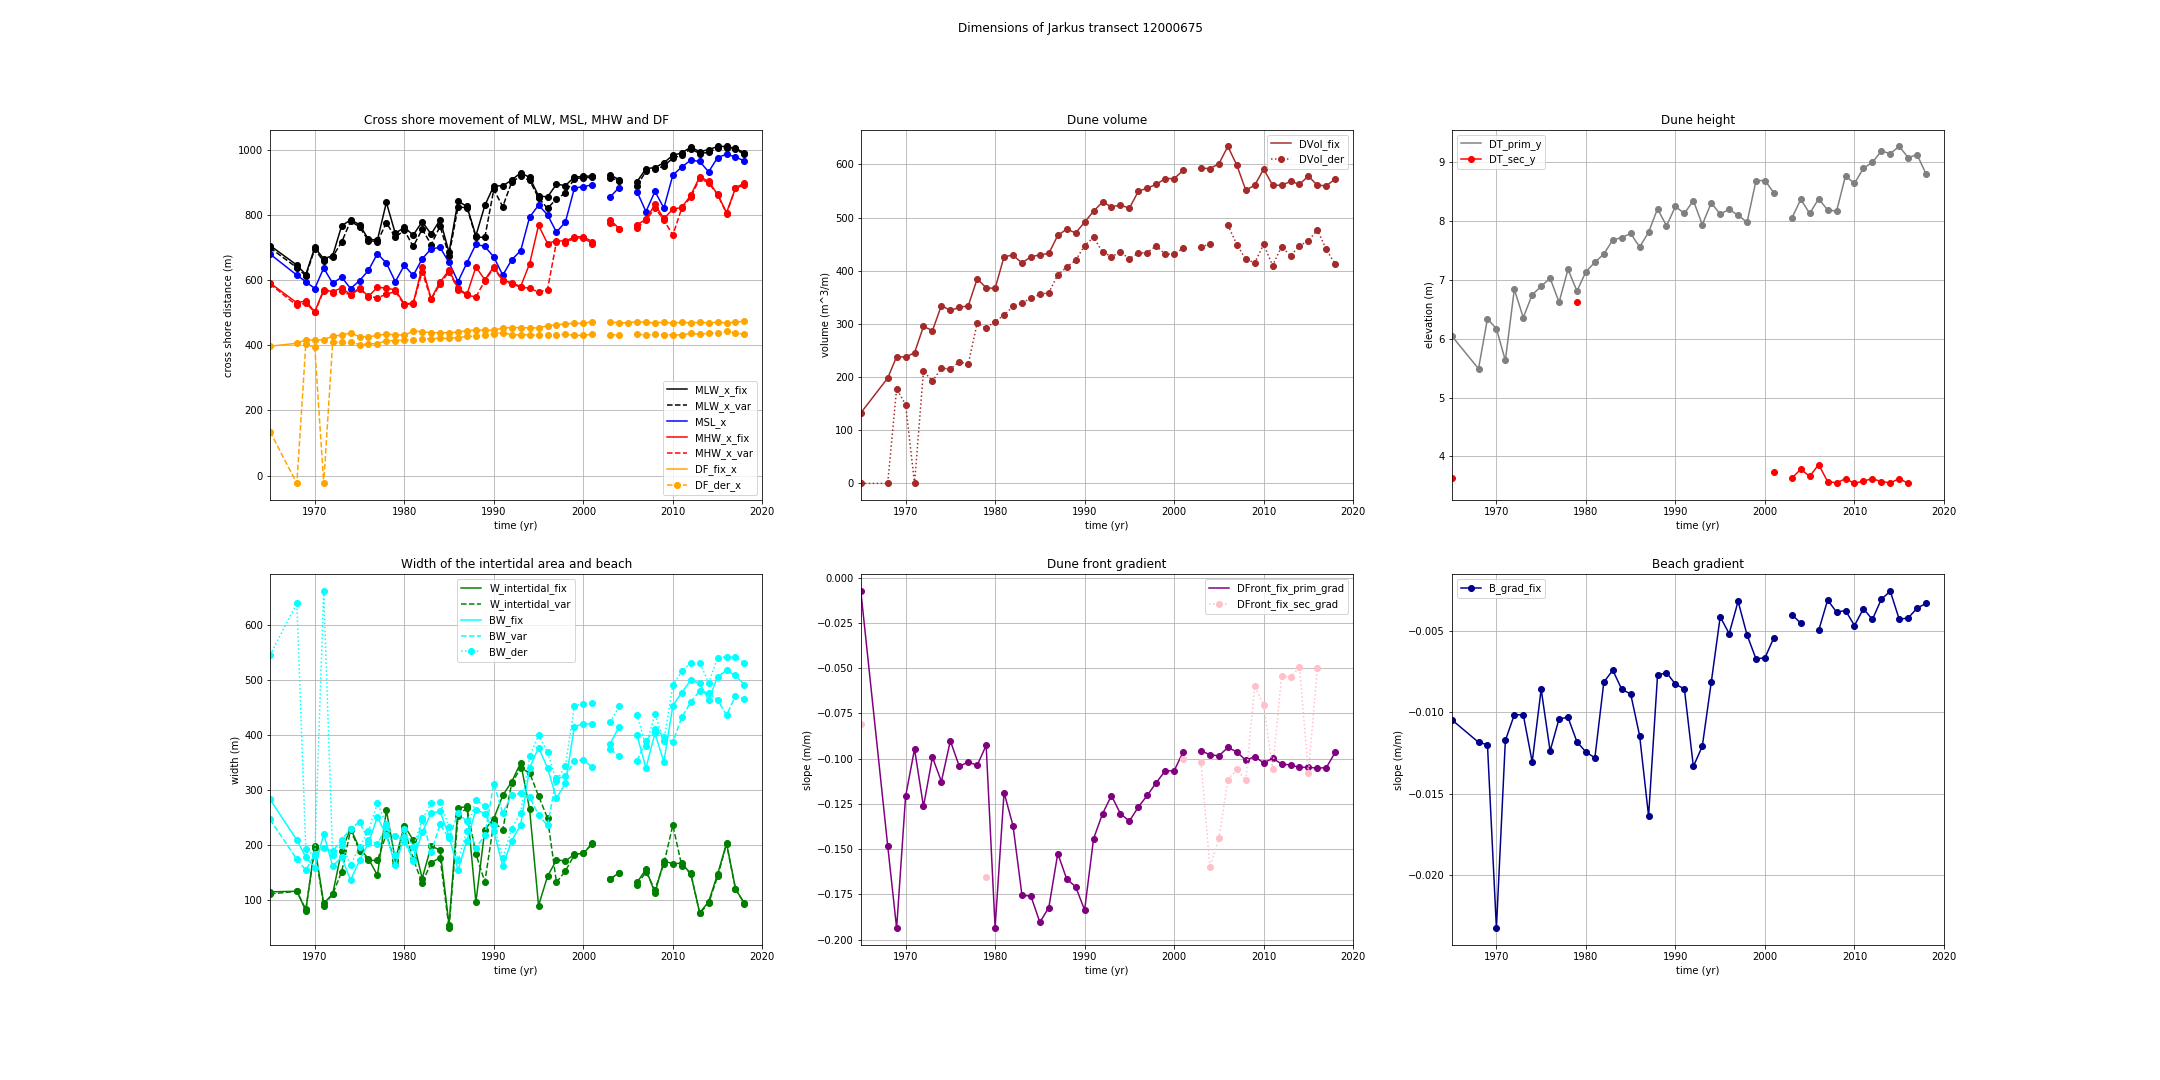 Dimensions of Jarkus transect 12000675
Cross shore movement of MLW, MSL, MHW and DF
cross shore distance (m)
1000
800
600
400
200
0
MLW_x_fix
MLW_x_var
MSL_x
MHW_x_fix
MHW_x_var
DF_fix_x
DF_der_x
1970 1980 1990 2000 2010 2020
time (yr)
Dune volume
volume (m^3/m)
600
500
400
300
200
100
0
DVol_fix
DVol_der
1970 1980 1990 2000 2010 2020
time (yr)
Dune height
elevation (m)
9
8
7
6
5
4
DT_prim_y
DT_sec_y
1970 1980 1990 2000 2010 2020
time (yr)
Width of the intertidal area and beach
width (m)
600
500
400
300
200
100
W_intertidal_fix
W_intertidal_var
BW_fix
BW_var
BW_der
1970 1980 1990 2000 2010 2020
time (yr)
Dune front gradient
slope (m/m)
0.000
−0.025
−0.050
−0.075
−0.100
−0.125
−0.150
−0.175
−0.200
DFront_fix_prim_grad
DFront_fix_sec_grad
1970 1980 1990 2000 2010 2020
time (yr)
Beach gradient
slope (m/m)
−0.005
−0.010
−0.015
−0.020
B_grad_fix
1970 1980 1990 2000 2010 2020
time (yr)